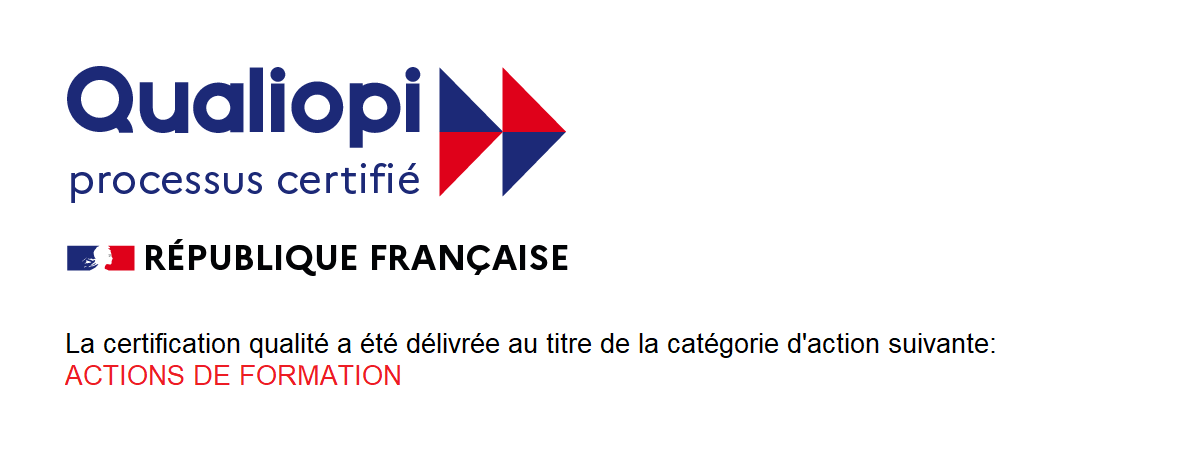 Qualiopi
processus certifié
RÉPUBLIQUE FRANÇAISE
La certification qualité a été délivrée au titre de la catégorie d'action suivante:
ACTIONS DE FORMATION